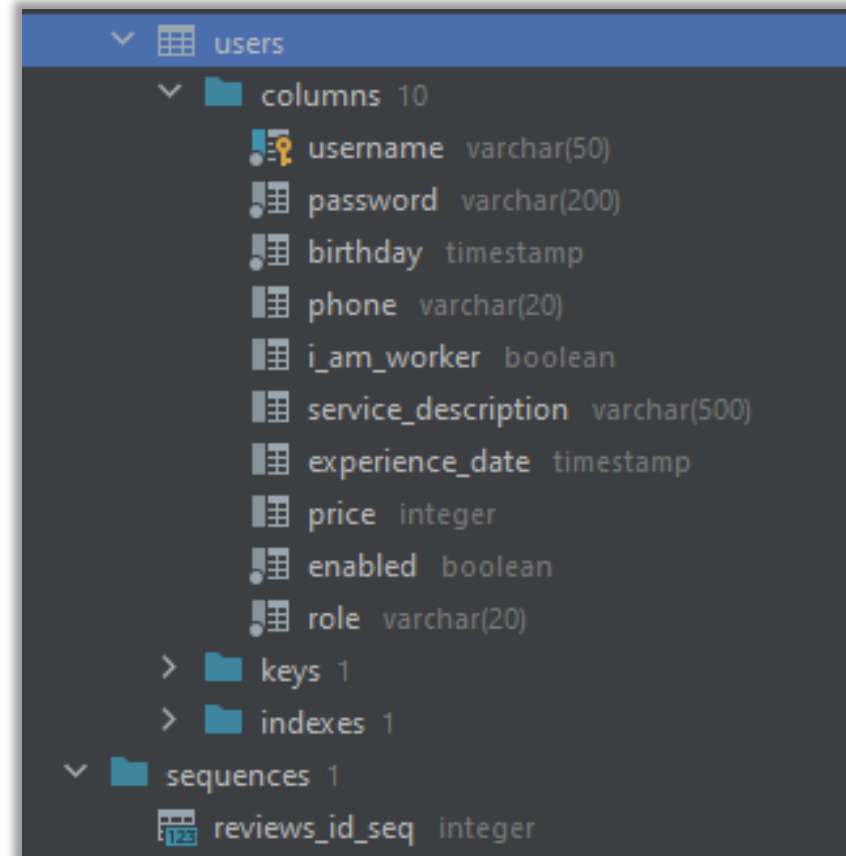 users
columns 10
username varchar(50)
password varchar(200)
birthday timestamp
phone varchar(20)
i_am_worker boolean
service_description varchar(500)
experience_date timestamp
price integer
enabled boolean
role varchar(20)
keys 1
indexes 1
sequences 1
123 reviews_id_seq integer